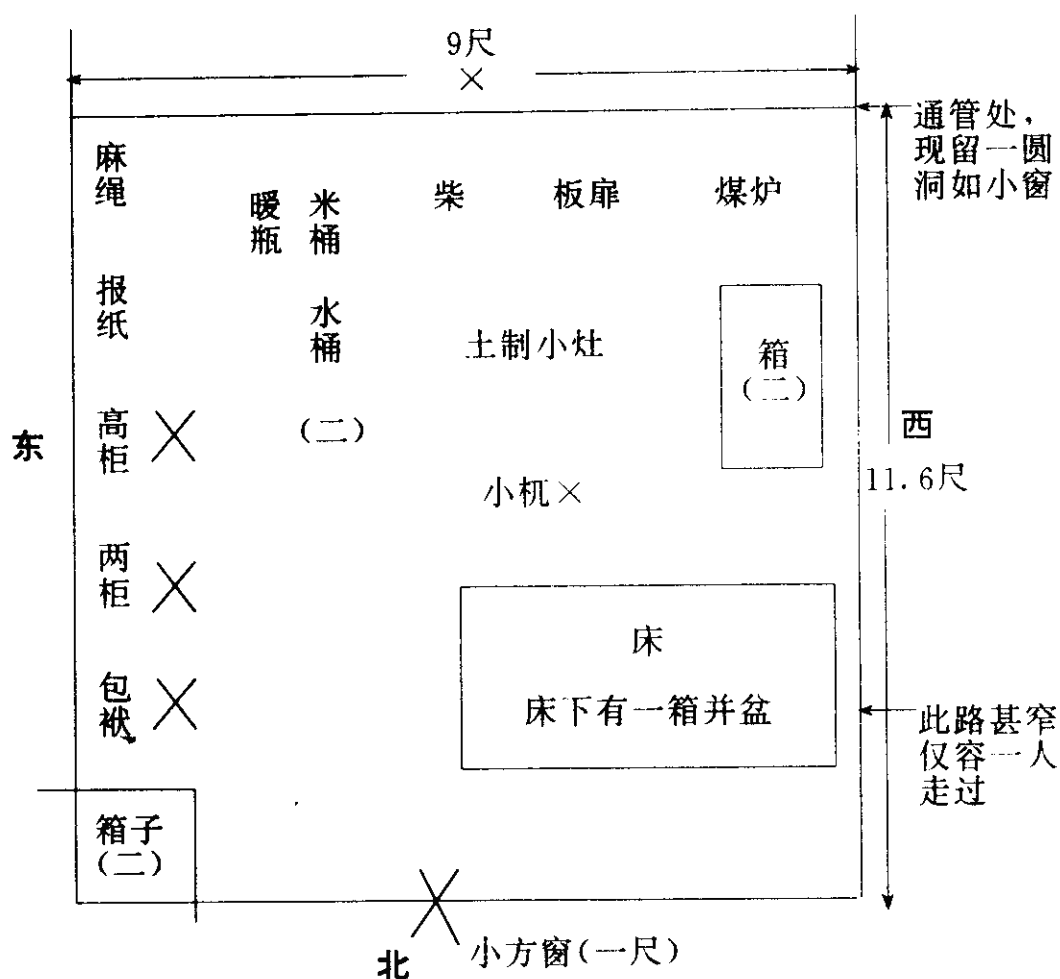 9尺
通管处，
现留一圆
洞如小窗
麻绳
暖瓶
米桶
柴
板扉
煤炉
报纸
水桶
（二）
土制小灶
箱
（二）
东
高柜
西
11.6尺
小杌
两柜
床
床下有一箱并盆
包袱
此路甚窄
仅容一人
走过
箱子
（二）
北
小方窗（一尺）